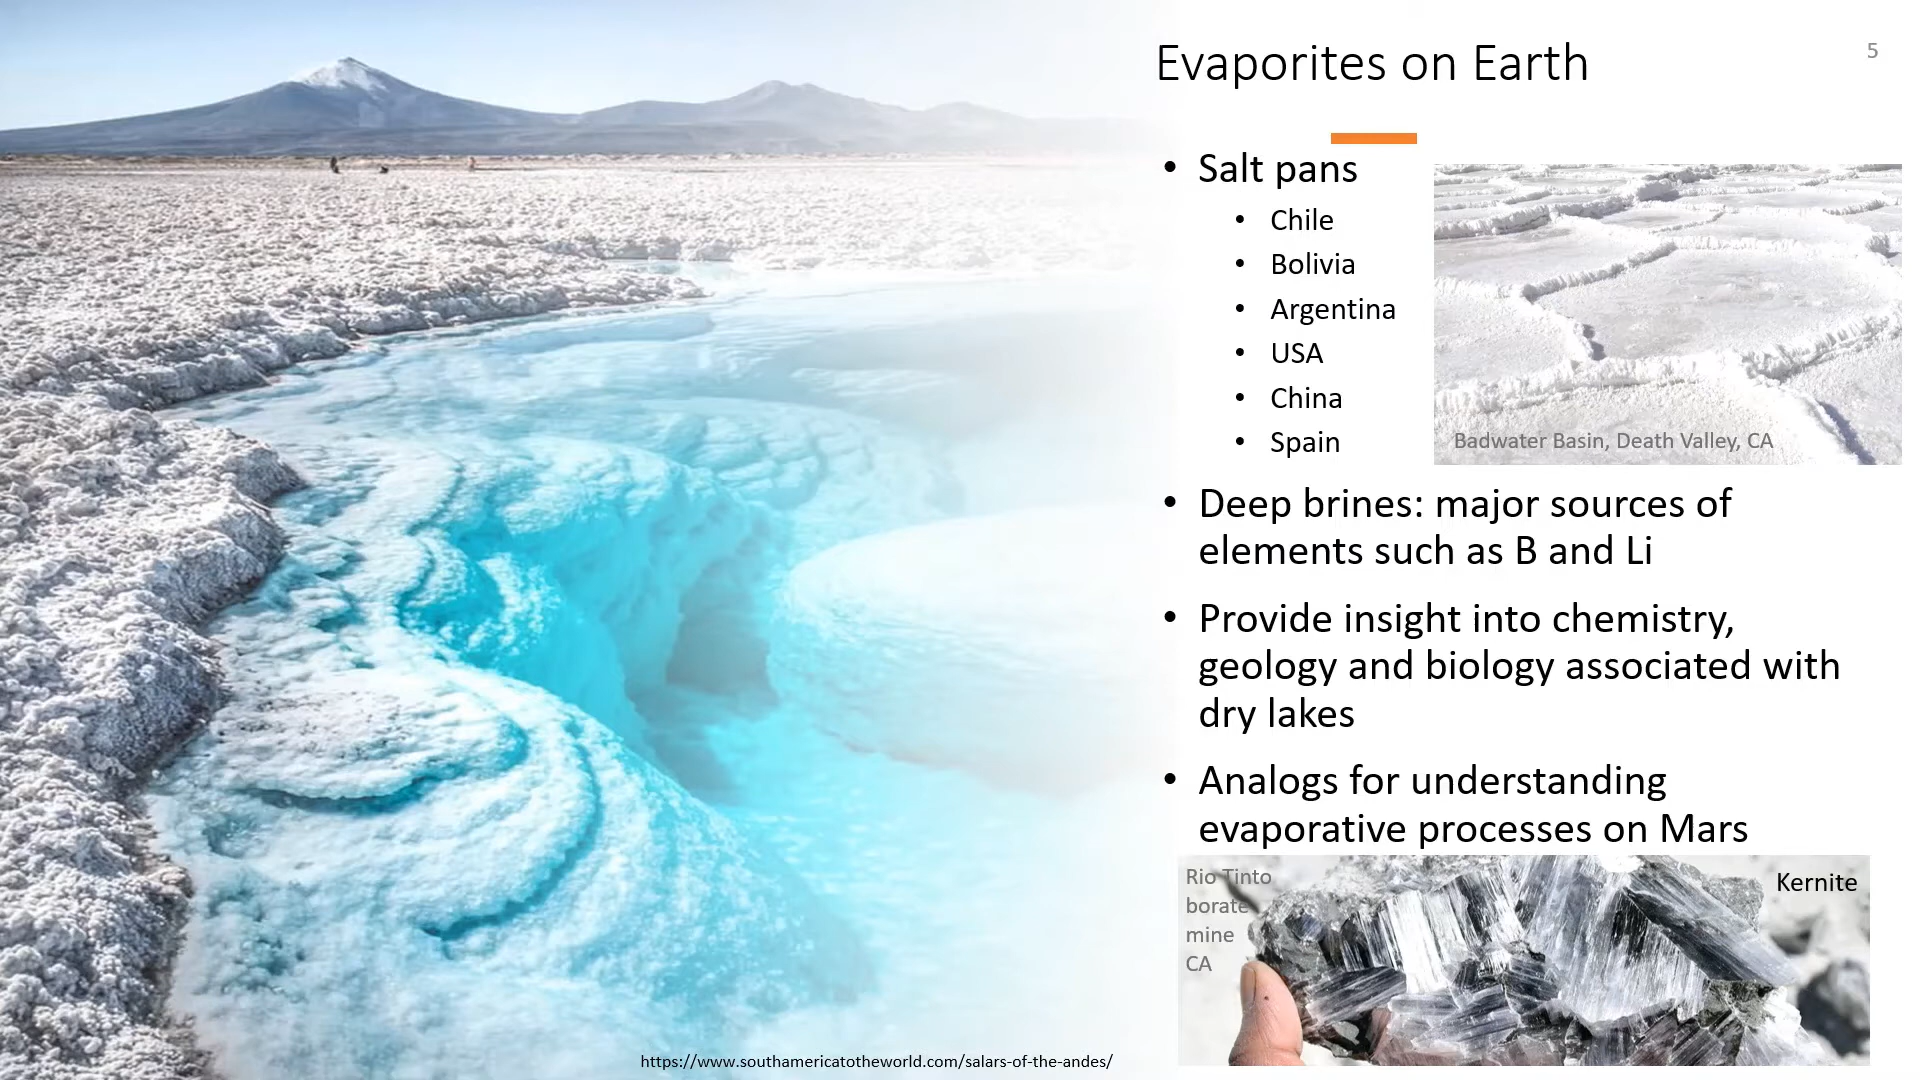 Evaporites on Earth
5
• Salt pans
• Chile
• Bolivia
• Argentina
• USA
• China
• Spain
Badwater Basin, Death Valley, CA
• Deep brines: major sources of
elements such as B and Li
• Provide insight into chemistry,
geology and biology associated with
dry lakes
• Analogs for understanding
evaporative processes on Mars
Rio Tinto
borate
mine
CA
Kernite
https://www.southamericatotheworld.com/salars-of-the-andes/